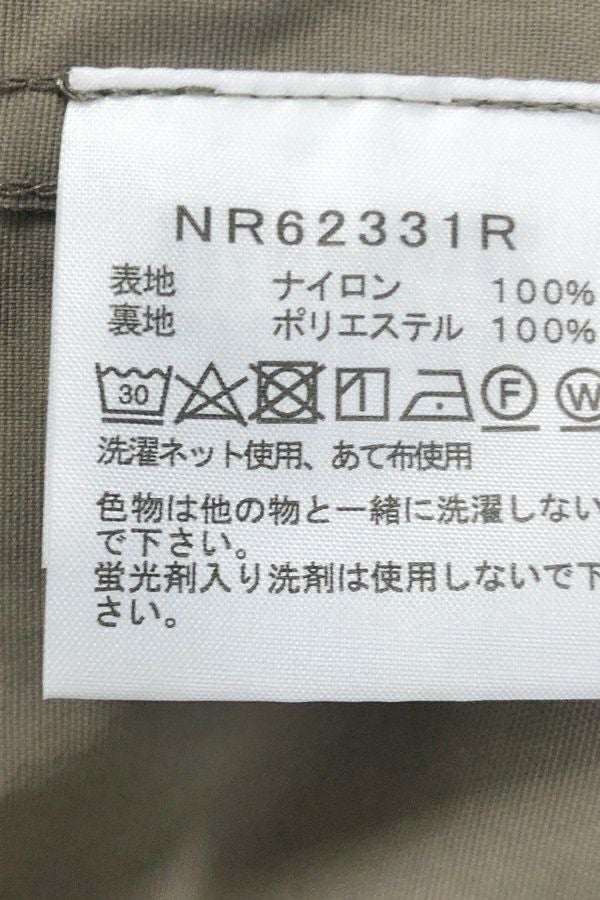 NR62331R
表地 ナイロン 100%
裏地 ポリエステル 100%
30 F W
洗濯ネット使用、あて布使用
色物は他の物と一緒に洗濯しない
で下さい。
蛍光剤入り洗剤は使用しないで下
さい。